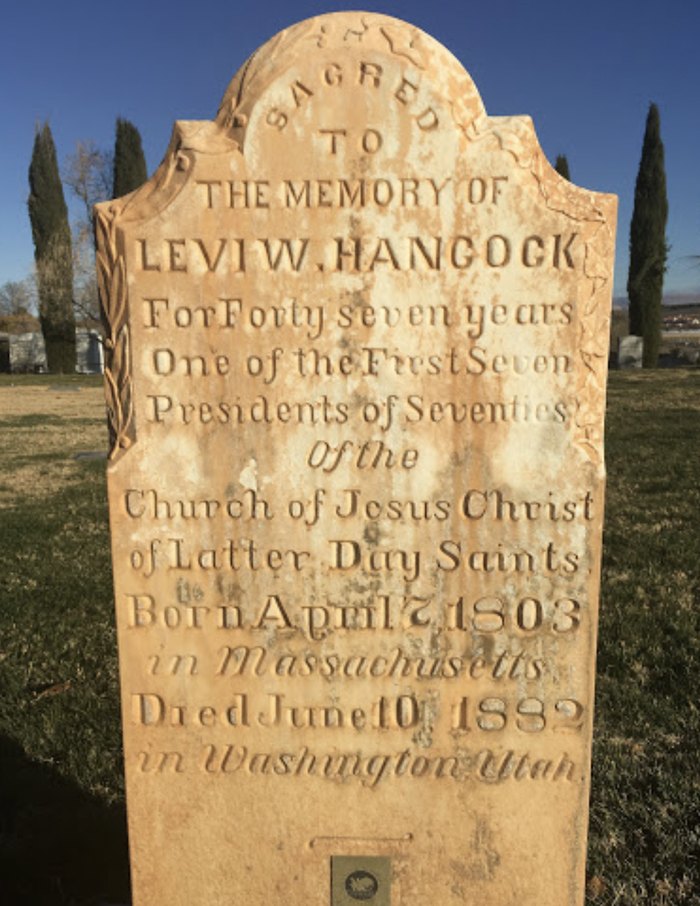 SACRED
TO
THE MEMORY OF
LEVI W. HANCOCK
For Forty seven years
One of the First Seven
Presidents of Seventies
Of the
Church of Jesus Christ
of Latter Day Saints
Born April 7, 1803
in Massachusetts
Died June 10, 1882
in Washington Utah.